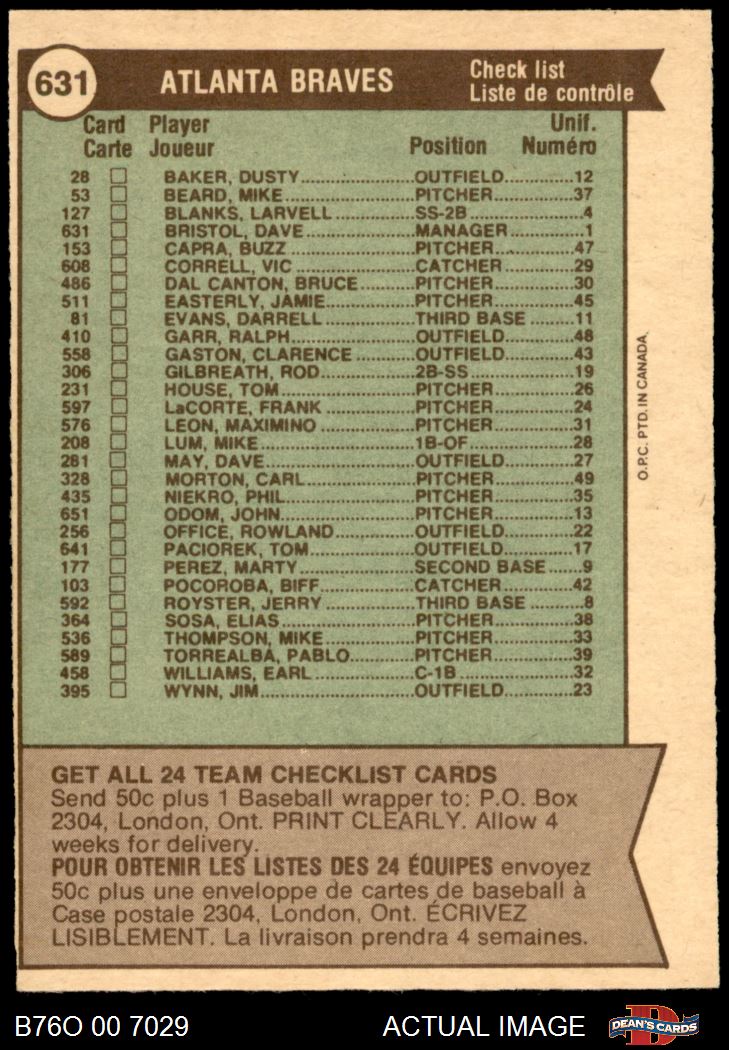 631 ATLANTA BRAVES Check list
Liste de contrôle
Card Player Unif.
Carte Joueur Position Numéro
28 BAKER, DUSTY OUTFIELD 12
53 BEARD, MIKE PITCHER 37
127 BLANKS, LARVELL SS-2B 4
631 BRISTOL, DAVE MANAGER 1
153 CAPRA, BUZZ PITCHER 47
608 CORRELL, VIC CATCHER 29
486 DAL CANTON, BRUCE PITCHER 30
511 EASTERLY, JAMIE PITCHER 45
81 EVANS, DARRELL THIRD BASE 11
410 GARR, RALPH OUTFIELD 48
558 GASTON, CLARENCE OUTFIELD 43
306 GILBREATH, ROD 2B-SS 19
231 HOUSE, TOM PITCHER 26
597 LaCORTE, FRANK PITCHER 24
576 LEON, MAXIMINO PITCHER 31
208 LUM, MIKE 1B-OF 28
281 MAY, DAVE OUTFIELD 27
328 MORTON, CARL PITCHER 49
435 NIEKRO, PHIL PITCHER 35
651 ODOM, JOHN PITCHER 13
256 OFFICE, ROWLAND OUTFIELD 22
641 PACIOREK, TOM OUTFIELD 17
177 PEREZ, MARTY SECOND BASE 9
103 POCOROBA, BIFF CATCHER 42
592 ROYSTER, JERRY THIRD BASE 8
364 SOSA, ELIAS PITCHER 38
536 THOMPSON, MIKE PITCHER 33
589 TORREALBA, PABLO PITCHER 39
458 WILLIAMS, EARL C-1B 32
395 WYNN, JIM OUTFIELD 23
O.P.C. PTD. IN CANADA.
GET ALL 24 TEAM CHECKLIST CARDS
Send 50c plus 1 Baseball wrapper to: P.O. Box
2304, London, Ont. PRINT CLEARLY. Allow 4
weeks for delivery.
POUR OBTENIR LES LISTES DES 24 ÉQUIPES envoyez
50c plus une enveloppe de cartes de baseball à
Case postale 2304, London, Ont. ÉCRIVEZ
LISIBLEMENT. La livraison prendra 4 semaines.
B76O 00 7029 ACTUAL IMAGE DEAN'S CARDS